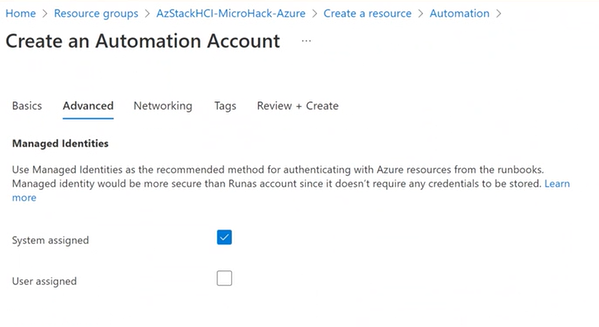 Home > Resource groups > AzStackHCI-MicroHack-Azure > Create a resource > Automation >
Create an Automation Account ...
Basics Advanced Networking Tags Review + Create
Managed Identities
Use Managed Identities as the recommended method for authenticating with Azure resources from the runbooks.
Managed identity would be more secure than Runas account since it doesn't require any credentials to be stored. Learn
more
System assigned
User assigned